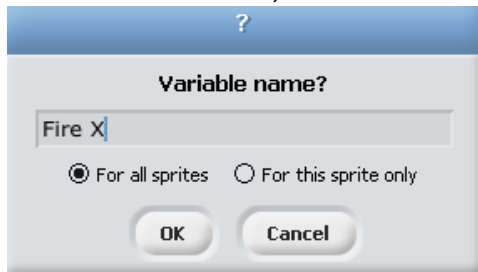 ?
Variable name?
Fire X
For all sprites For this sprite only
OK Cancel